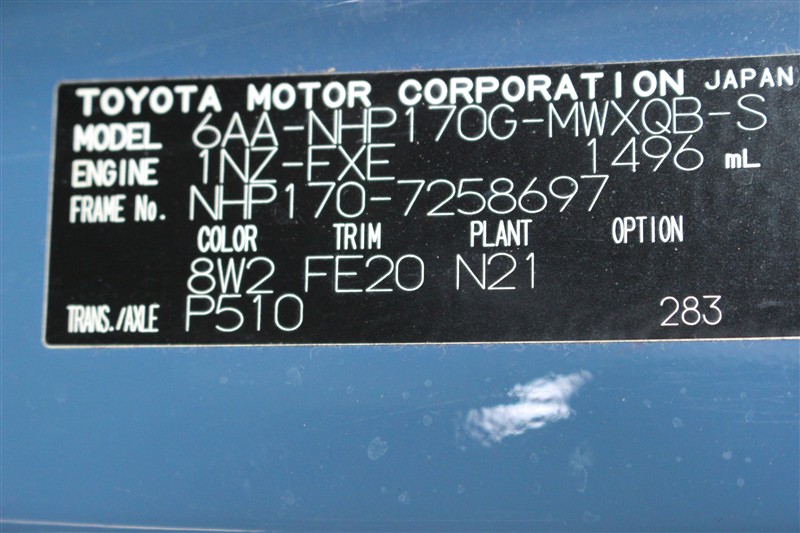 TOYOTA MOTOR CORPORATION JAPAN
MODEL 6AA-NHP170G-MWXQB-S
ENGINE 1NZ-FXE 1496 mL
FRAME No. NHP170-7258697
COLOR TRIM PLANT OPTION
8W2 FE20 N21
TRANS./AXLE P510 283